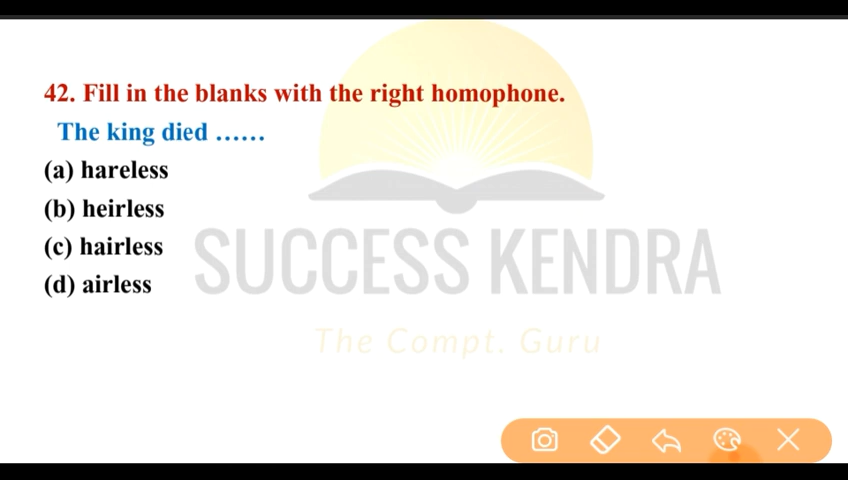 42. Fill in the blanks with the right homophone.
The king died ......
(a) hareless
(b) heirless
(c) hairless
(d) airless
SUCCESS KENDRA
The Compt. Guru